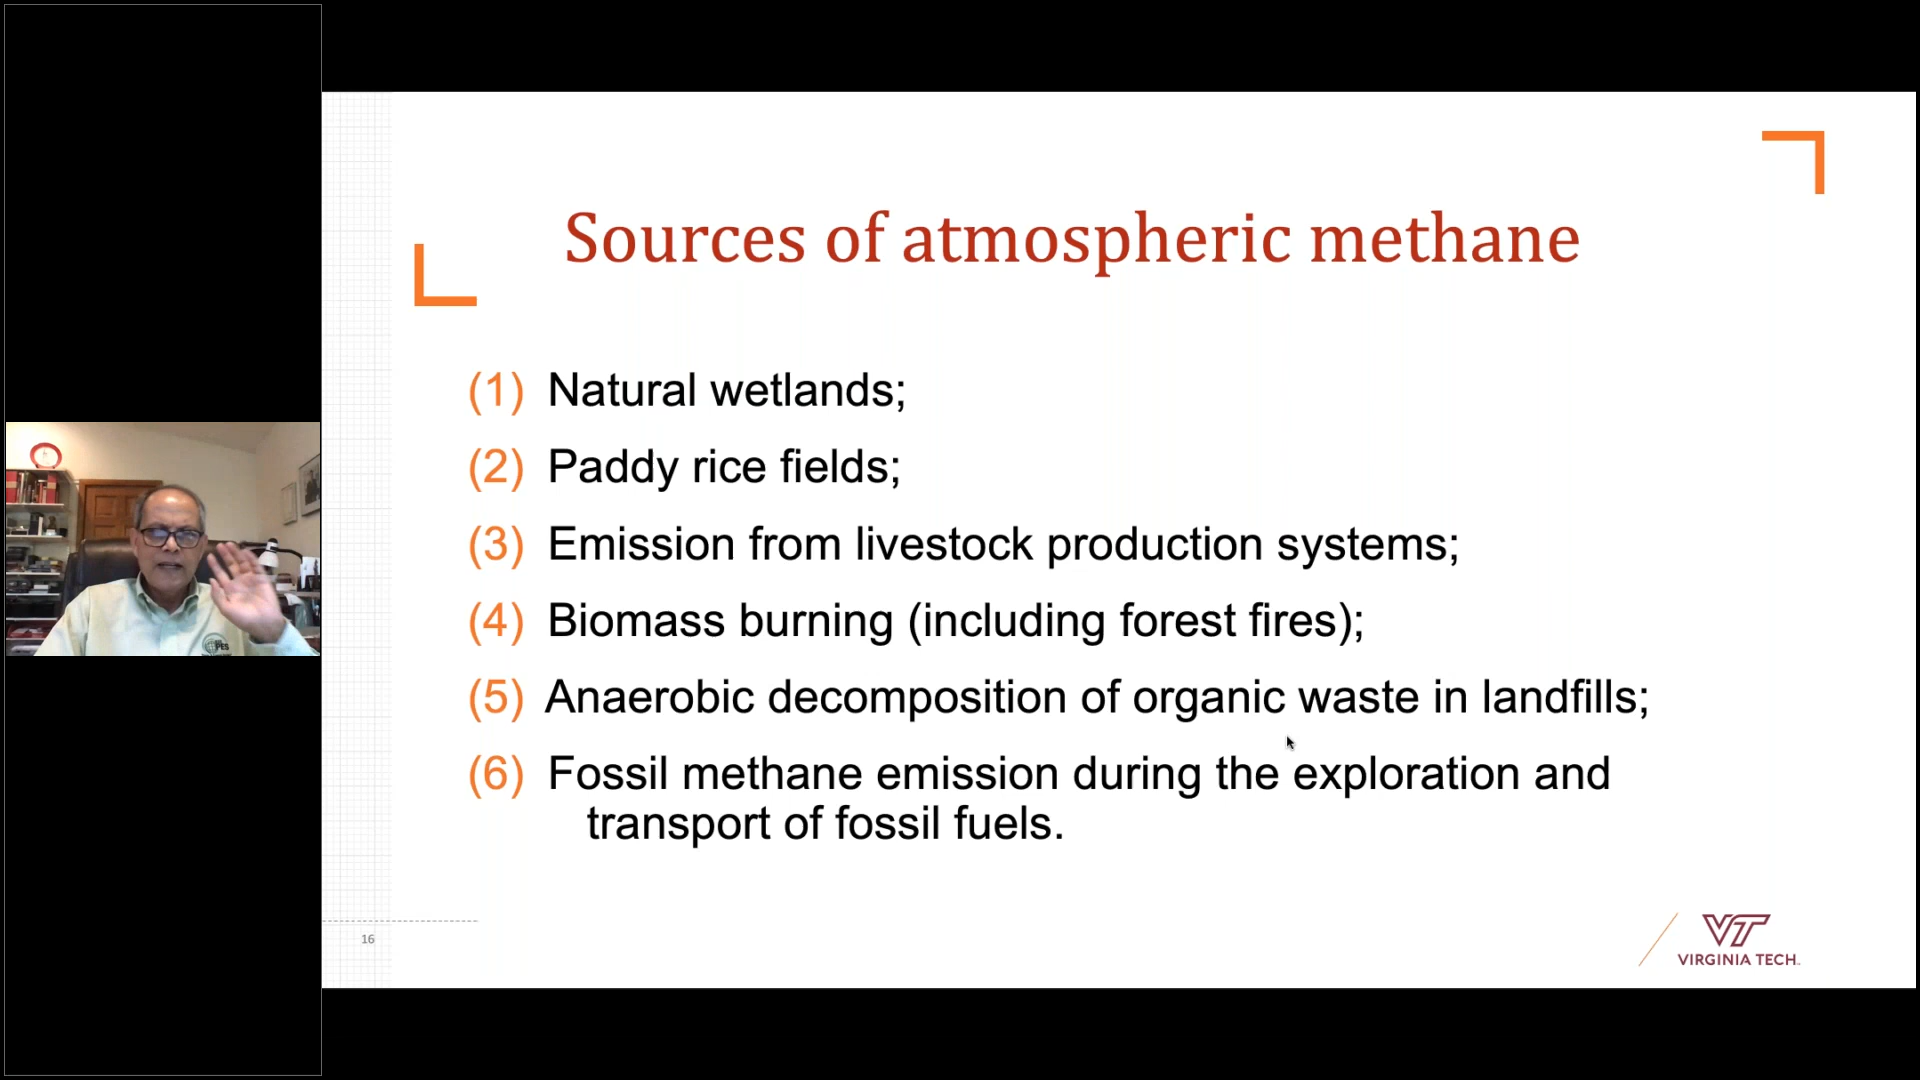 Sources of atmospheric methane
(1) Natural wetlands;
(2) Paddy rice fields;
(3) Emission from livestock production systems;
(4) Biomass burning (including forest fires);
(5) Anaerobic decomposition of organic waste in landfills;
(6) Fossil methane emission during the exploration and
transport of fossil fuels.
16
VT
VIRGINIA TECH
PES